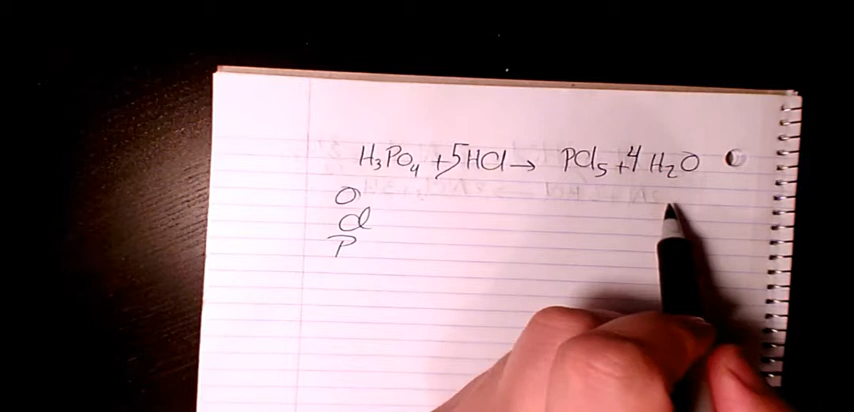 H₃PO₄ + 5HCl → PCl₅ + 4 H₂O
O
Cl
P